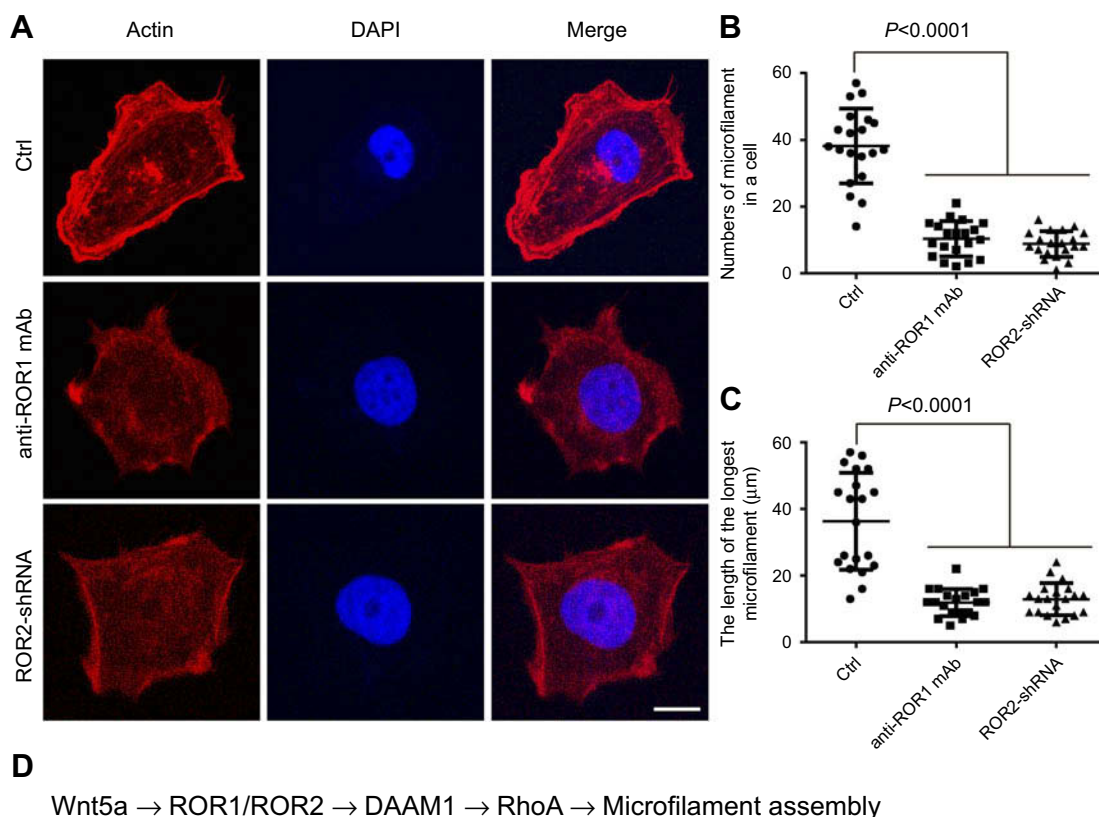 A
Actin DAPI Merge
Ctrl
anti-ROR1 mAb
ROR2-shRNA
B
P<0.0001
Numbers of microfilament
in a cell
60
40
20
0
Ctrl
anti-ROR1 mAb
ROR2-shRNA
C
P<0.0001
The length of the longest
microfilament (μm)
60
40
20
0
Ctrl
anti-ROR1 mAb
ROR2-shRNA
D
Wnt5a → ROR1/ROR2 → DAAM1 → RhoA → Microfilament assembly